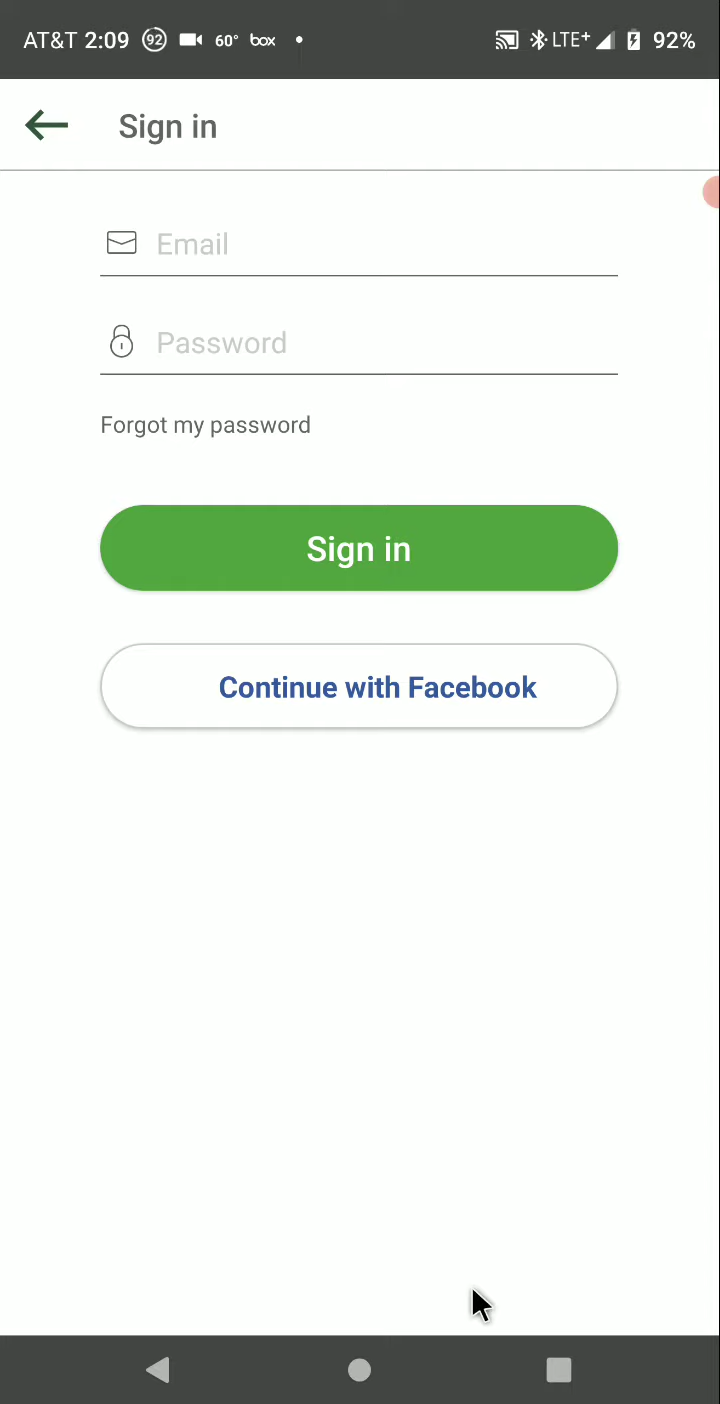 AT&T 2:09 92 60° box LTE+ 92%
Sign in
Email
Password
Forgot my password
Sign in
Continue with Facebook